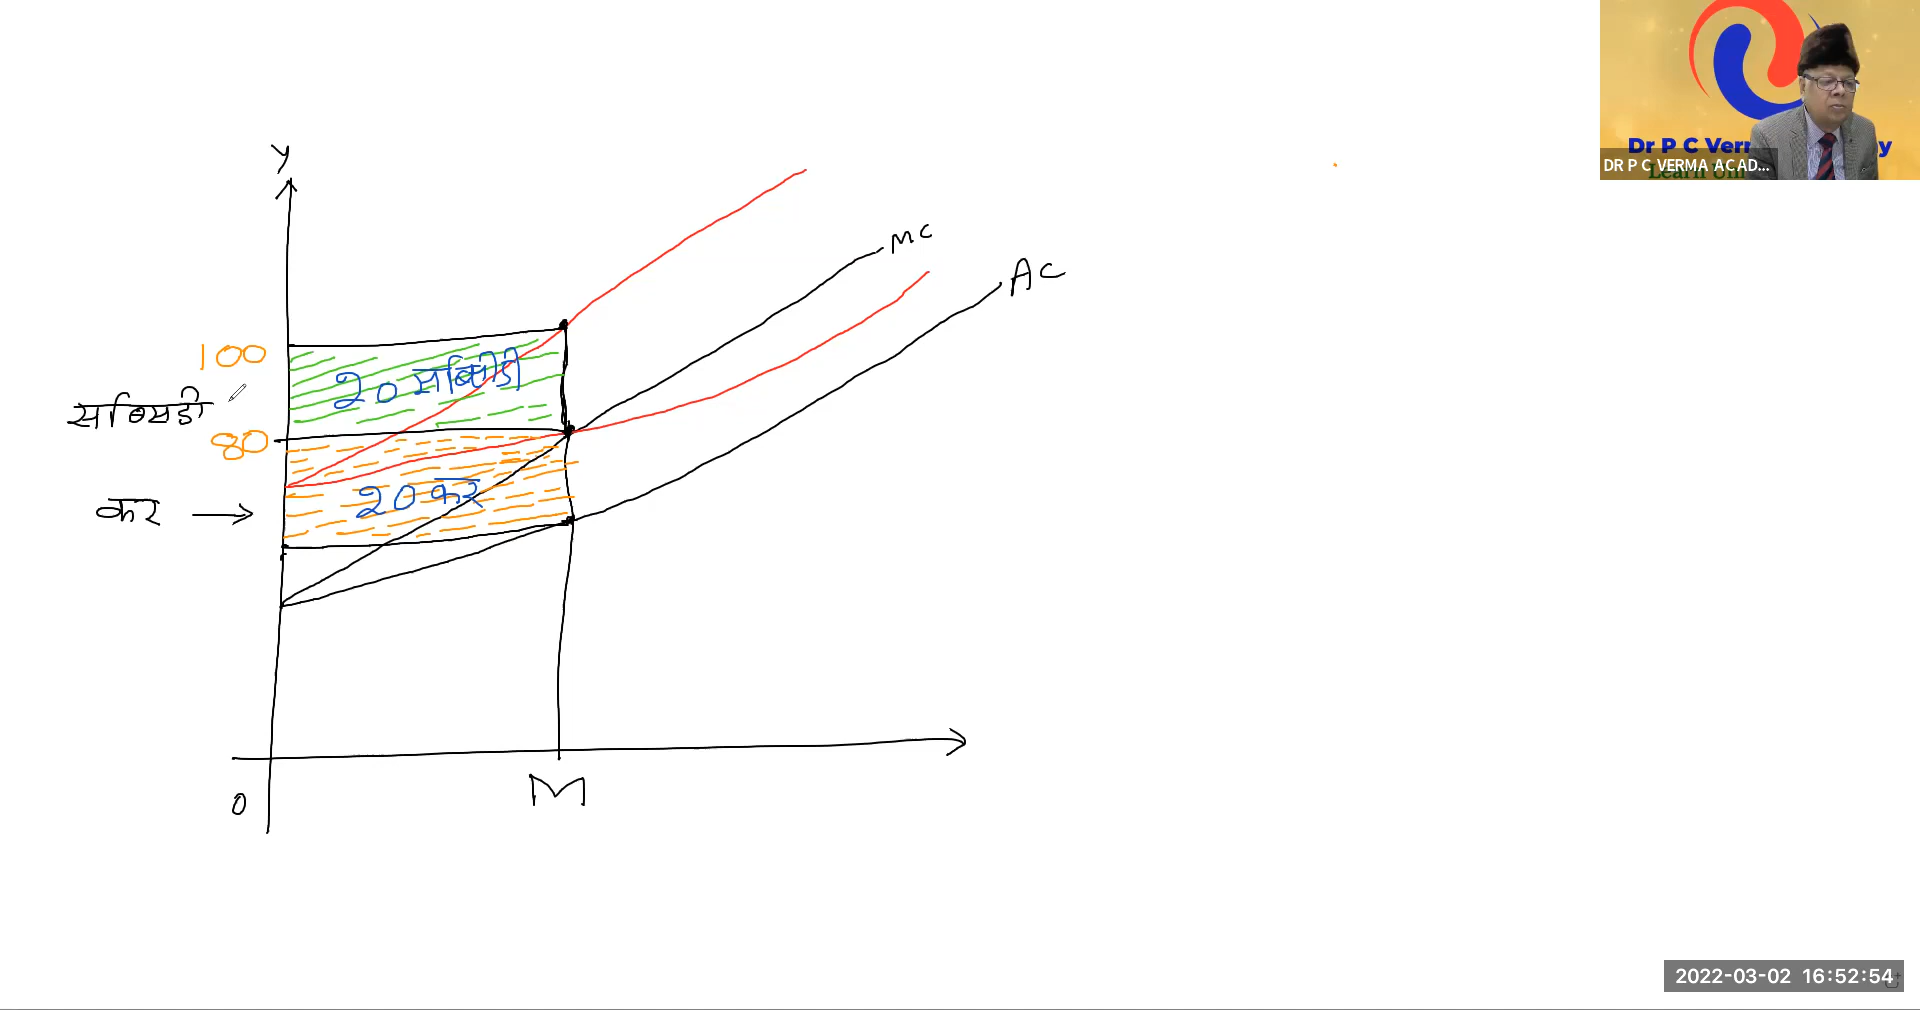 Dr P C Verma
y
DR P C VERMA ACAD...
Learn
y
MC
AC
100
20 सब्सिडी
सब्सिडी
80
20 कर
कर
0
M
2022-03-02 16:52:54